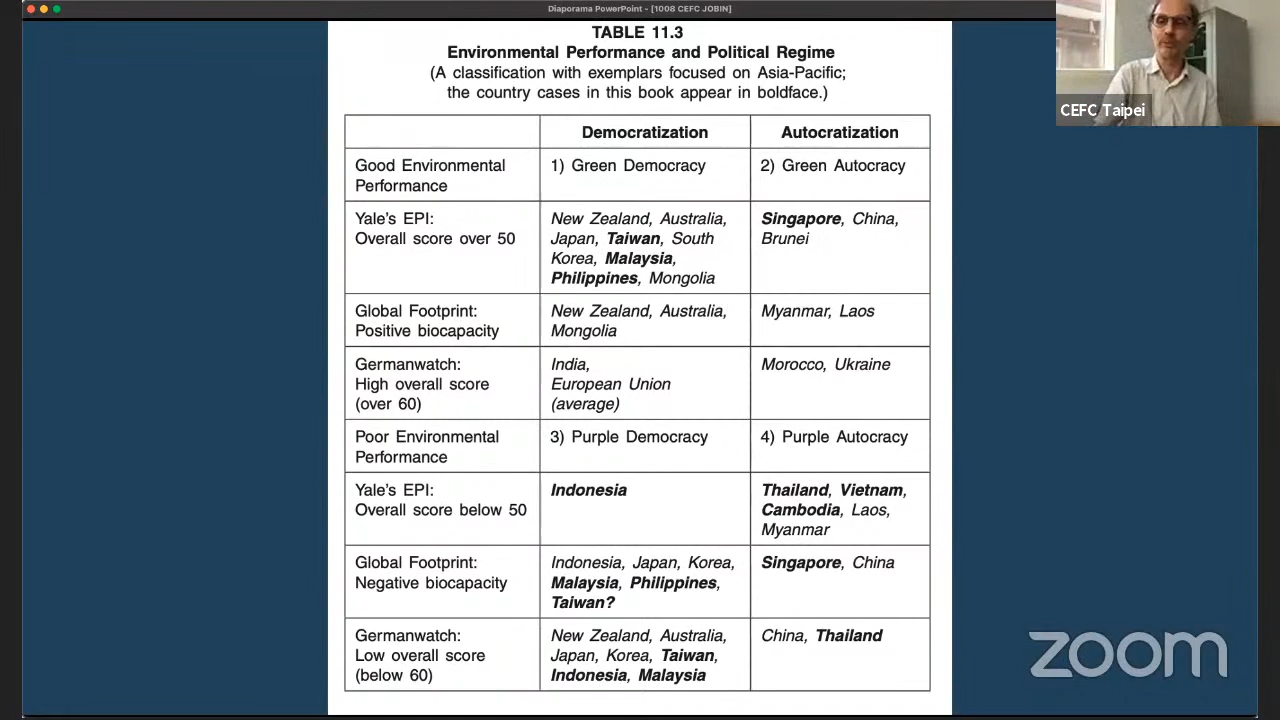 Diaporama PowerPoint - [1008 CEFC JOBIN]
TABLE 11.3
Environmental Performance and Political Regime
(A classification with exemplars focused on Asia-Pacific;
the country cases in this book appear in boldface.)
CEFC Taipei
Democratization
Autocratization
Good Environmental
Performance
1) Green Democracy
2) Green Autocracy
Yale's EPI:
Overall score over 50
New Zealand, Australia,
Japan, Taiwan, South
Korea, Malaysia,
Philippines, Mongolia
Singapore, China,
Brunei
Global Footprint:
Positive biocapacity
New Zealand, Australia,
Mongolia
Myanmar, Laos
Germanwatch:
High overall score
(over 60)
India,
European Union
(average)
Morocco, Ukraine
Poor Environmental
Performance
3) Purple Democracy
4) Purple Autocracy
Yale's EPI:
Overall score below 50
Indonesia
Thailand, Vietnam,
Cambodia, Laos,
Myanmar
Global Footprint:
Negative biocapacity
Indonesia, Japan, Korea,
Malaysia, Philippines,
Taiwan?
Singapore, China
Germanwatch:
Low overall score
(below 60)
New Zealand, Australia,
Japan, Korea, Taiwan,
Indonesia, Malaysia
China, Thailand
zoom